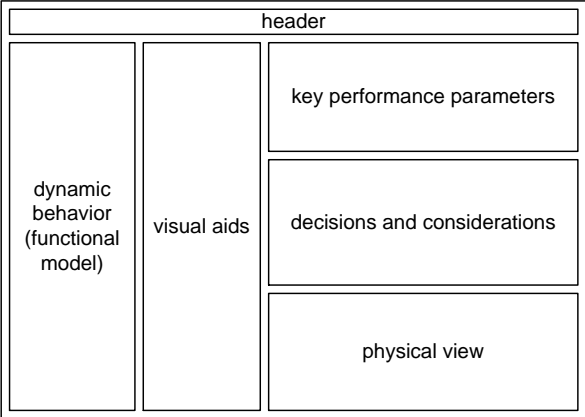 header
dynamic
behavior
(functional
model)
visual aids
key performance parameters
decisions and considerations
physical view